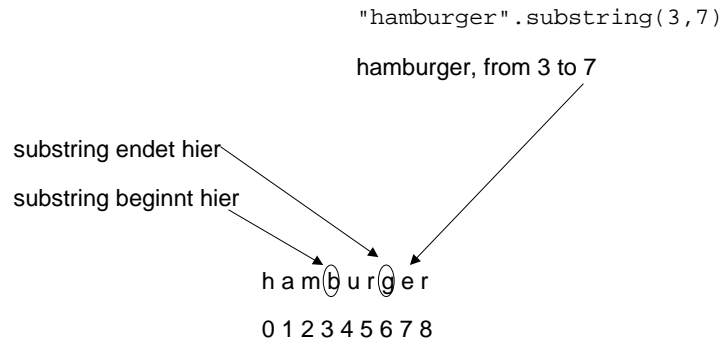 "hamburger".substring(3,7)
hamburger, from 3 to 7
substring endet hier
substring beginnt hier
h a m b u r g e r
0 1 2 3 4 5 6 7 8